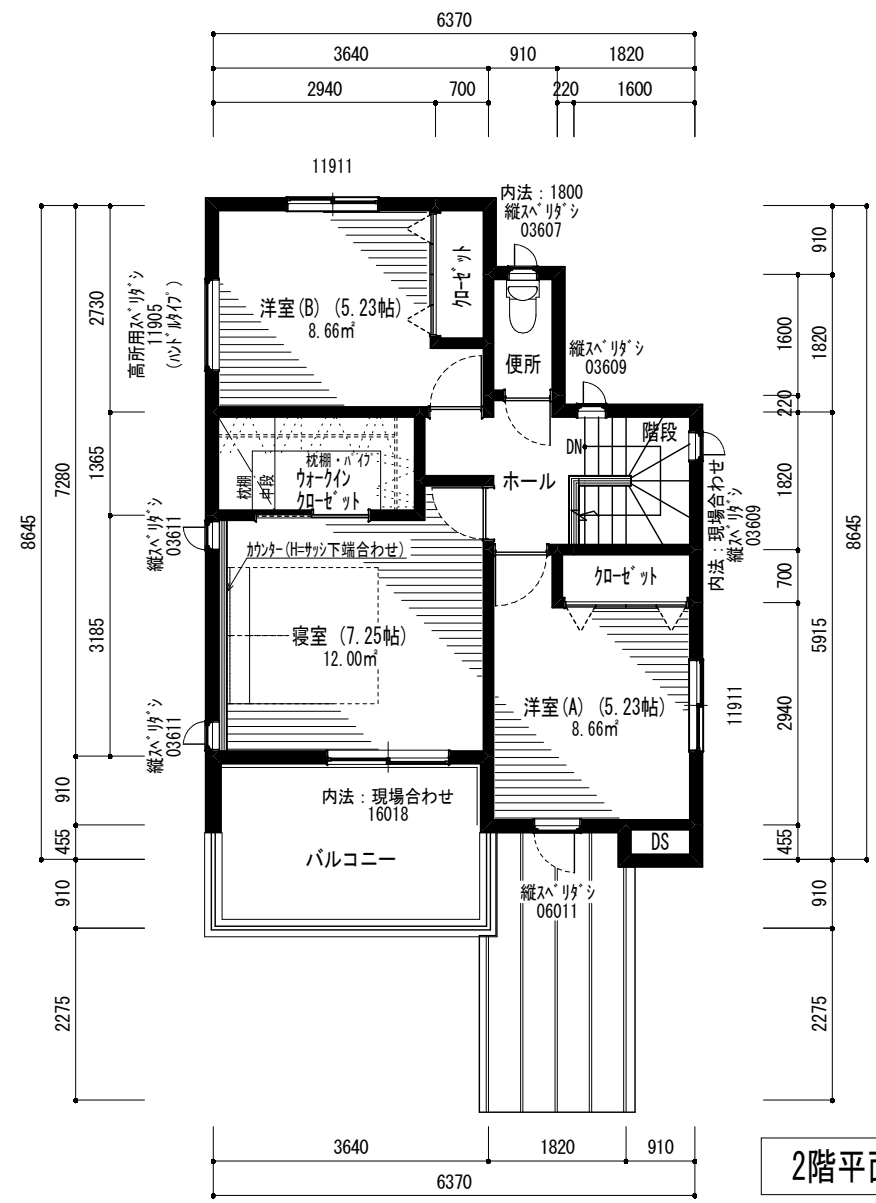 6370
3640 910 1820
2940 700 220 1600
11911
内法：1800
縦スベリダシ
03607
910
2730
高所用スベリダシ
11905
(ハンドルタイプ)
洋室(B) (5.23帖)
8.66㎡
クローゼット
便所
縦スベリダシ
03609
1600
1820
220
階段
DN
ホール
枕棚・パイプ
枕棚
中段
ウォークイン
クローゼット
1365
7280
8645
1820
内法：現場合わせ
縦スベリダシ
03609
8645
縦スベリダシ
03611
カウンター(H=サッシ下端合わせ)
クローゼット
700
5915
3185
寝室 (7.25帖)
12.00㎡
洋室(A) (5.23帖)
8.66㎡
11911
2940
縦スベリダシ
03611
内法：現場合わせ
16018
910
455
DS
455
バルコニー
縦スベリダシ
06011
910
910
2275
2275
3640 1820 910
6370
2階平